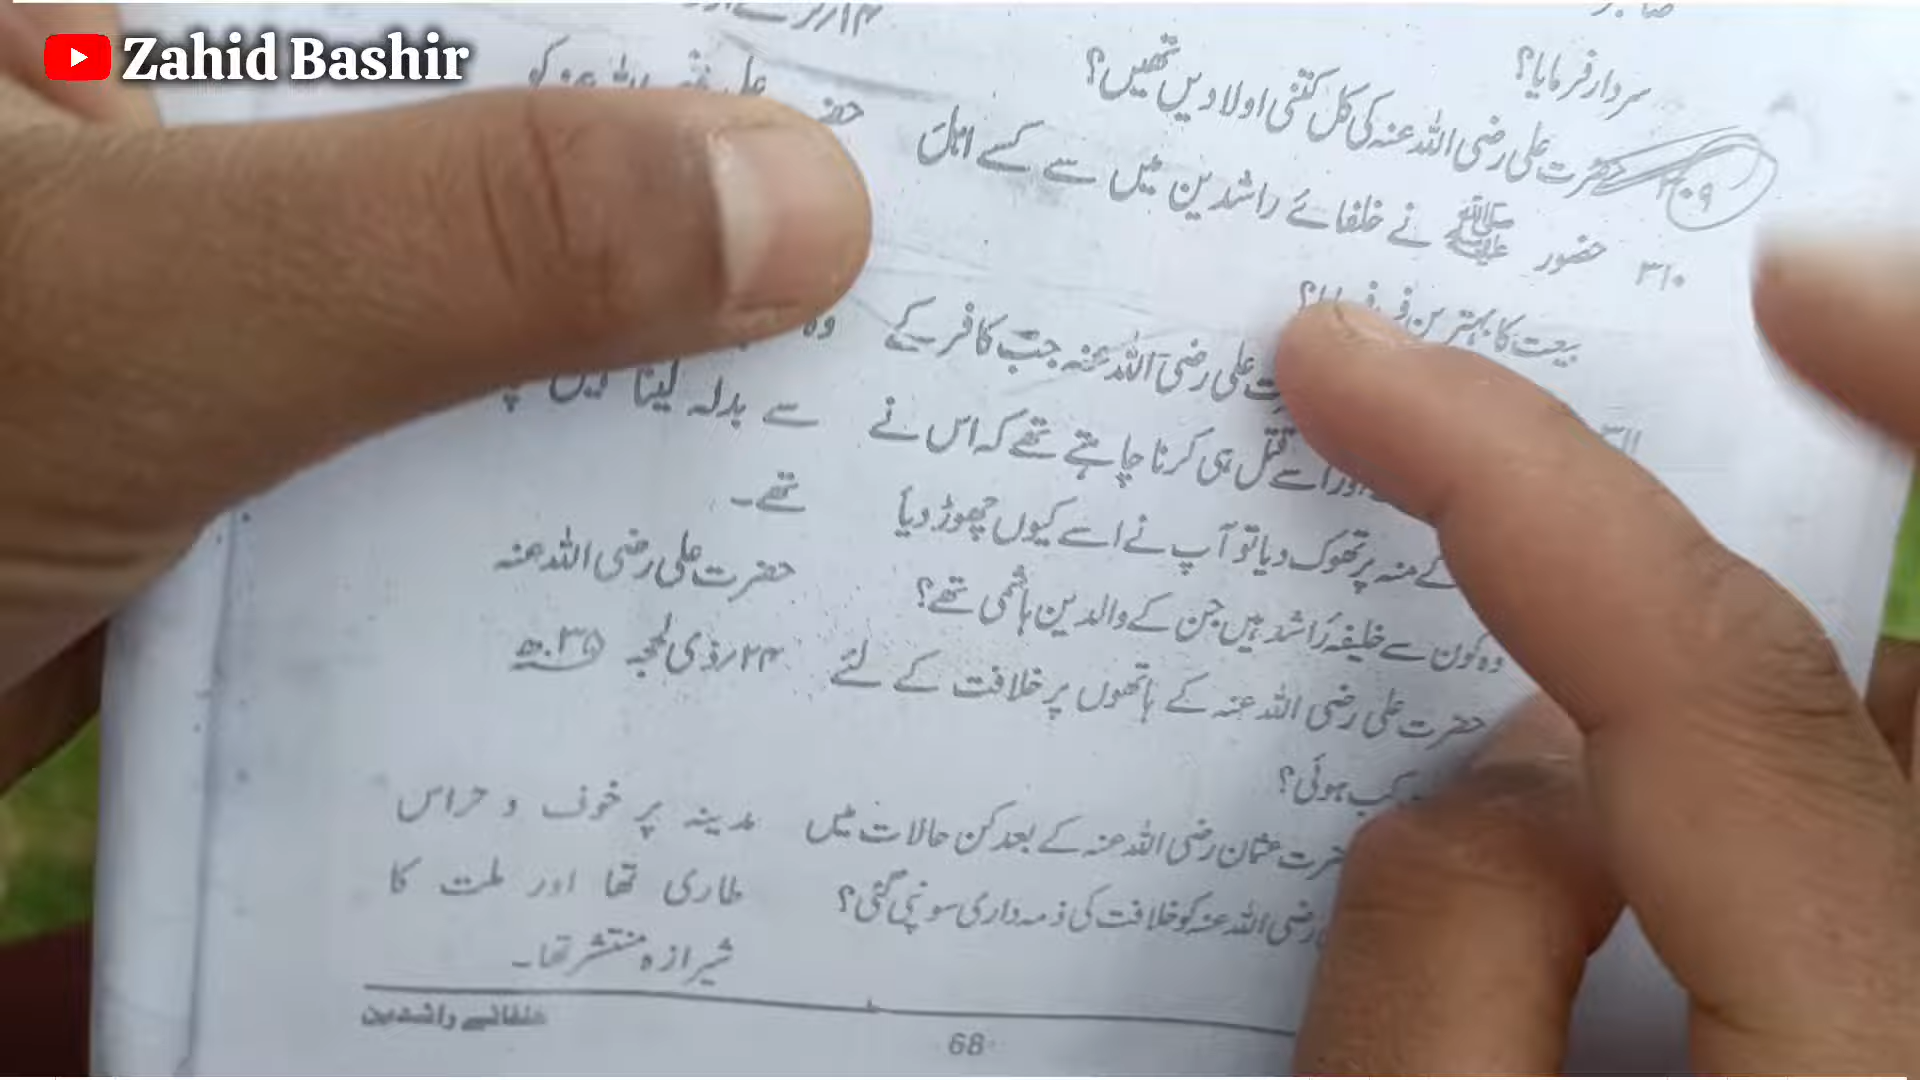 Zahid Bashir
سردار فرمایا؟
۳۰۹ حضرت علی رضی اللہ عنہ کی کل کتنی اولادیں تھیں؟
۳۱۰ حضور ﷺ نے خلفائے راشدین میں سے کسے اہل
بیعت کا بہترین
علی رضی اللہ عنہ جب کافر کے وہ
اور اسے قتل ہی کرنا چاہتے تھے کہ اس نے سے بدلہ لینا
کے منہ پر تھوک دیا تو آپ نے اسے کیوں چھوڑ دیا تھے۔
وہ کون سے خلیفہ راشد ہیں جن کے والدین ہاشمی تھے؟ حضرت علی رضی اللہ عنہ
حضرت علی رضی اللہ عنہ کے ہاتھوں پر خلافت کے لئے ۲۴؍ذی الحجہ ۳۵ھ
کب ہوئی؟
عثمان رضی اللہ عنہ کے بعد کن حالات میں مدینہ پر خوف و حراس
رضی اللہ عنہ کو خلافت کی ذمہ داری سونپی گئی؟ طاری تھا اور ملت کا
شیرازہ منتشر تھا۔
68 خلفائے راشدین